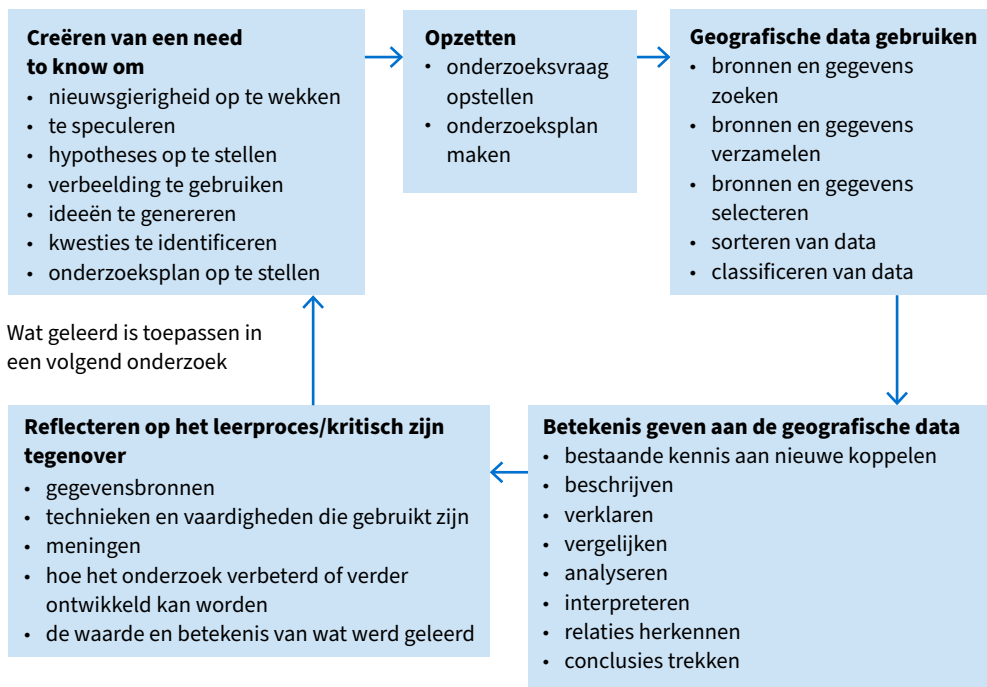 Creëren van een need
to know om
• nieuwsgierigheid op te wekken
• te speculeren
• hypotheses op te stellen
• verbeelding te gebruiken
• ideeën te genereren
• kwesties te identificeren
• onderzoeksplan op te stellen
Opzetten
• onderzoeksvraag
opstellen
• onderzoeksplan
maken
Geografische data gebruiken
• bronnen en gegevens
zoeken
• bronnen en gegevens
verzamelen
• bronnen en gegevens
selecteren
• sorteren van data
• classificeren van data
Wat geleerd is toepassen in
een volgend onderzoek
Reflecteren op het leerproces/kritisch zijn
tegenover
• gegevensbronnen
• technieken en vaardigheden die gebruikt zijn
• meningen
• hoe het onderzoek verbeterd of verder
ontwikkeld kan worden
• de waarde en betekenis van wat werd geleerd
Betekenis geven aan de geografische data
• bestaande kennis aan nieuwe koppelen
• beschrijven
• verklaren
• vergelijken
• analyseren
• interpreteren
• relaties herkennen
• conclusies trekken